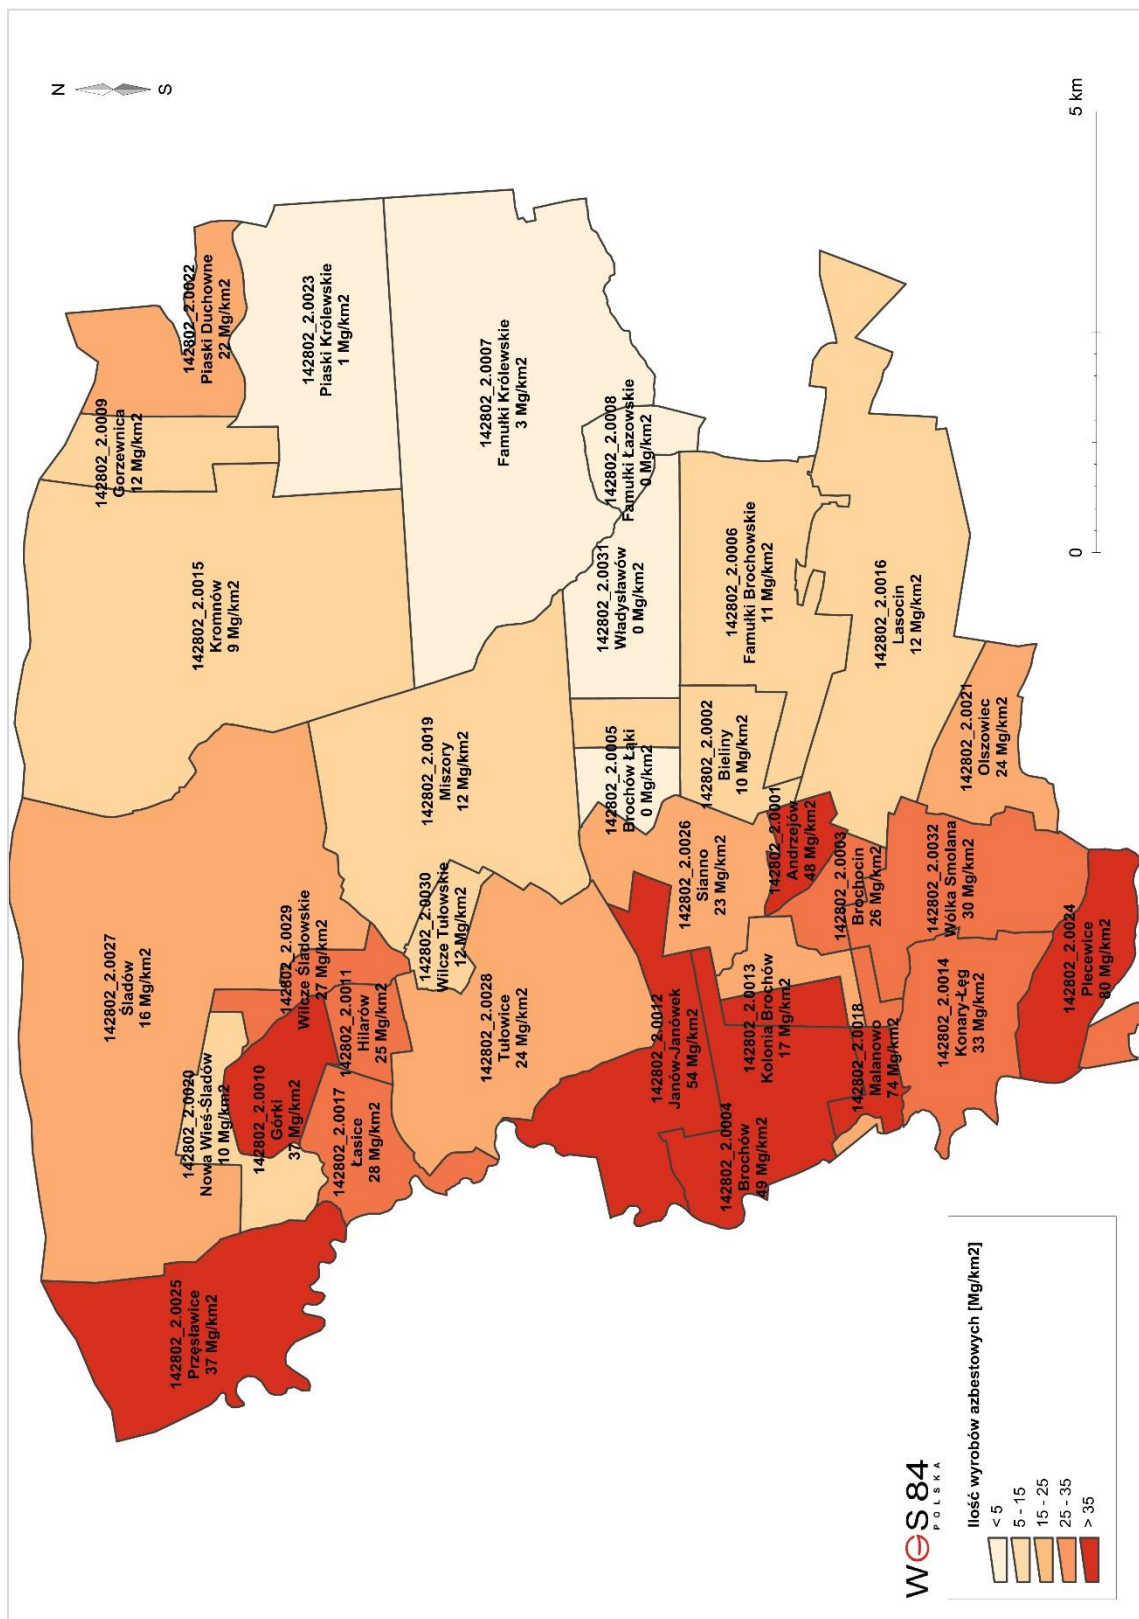 N
S
142802_2.0025
Przęsławice
37 Mg/km2
142802_2.0027
Śladów
16 Mg/km2
142802_2.0020
Nowa Wieś-Śladów
10 Mg/km2
142802_2.0010
Górki
37 Mg/km2
142802_2.0029
Wilcze Śladowskie
27 Mg/km2
142802_2.0017
Łasice
28 Mg/km2
142802_2.0011
Hilarów
25 Mg/km2
142802_2.0015
Kromnów
9 Mg/km2
142802_2.0009
Gorzewnica
12 Mg/km2
142802_2.0022
Piaski Duchowne
22 Mg/km2
142802_2.0023
Piaski Królewskie
1 Mg/km2
142802_2.0030
Wilcze Tułowskie
12 Mg/km2
142802_2.0019
Miszory
12 Mg/km2
142802_2.0028
Tułowice
24 Mg/km2
142802_2.0007
Famułki Królewskie
3 Mg/km2
142802_2.0005
Brochów Łąki
0 Mg/km2
142802_2.0031
Władysławów
0 Mg/km2
142802_2.0008
Famułki Łazowskie
0 Mg/km2
142802_2.0012
Janów-Janówek
54 Mg/km2
142802_2.0026
Sianno
23 Mg/km2
142802_2.0002
Bieliny
10 Mg/km2
142802_2.0006
Famułki Brochowskie
11 Mg/km2
142802_2.0004
Brochów
49 Mg/km2
142802_2.0013
Kolonia Brochów
17 Mg/km2
142802_2.0001
Andrzejów
48 Mg/km2
142802_2.0018
Malanowo
74 Mg/km2
142802_2.0003
Brochocin
26 Mg/km2
142802_2.0016
Lasocin
12 Mg/km2
142802_2.0014
Konary-Łęg
33 Mg/km2
142802_2.0032
Wólka Smolana
30 Mg/km2
142802_2.0021
Olszowiec
24 Mg/km2
142802_2.0024
Plecewice
80 Mg/km2
WGS 84
POLSKA
Ilość wyrobów azbestowych [Mg/km2]
< 5
5 - 15
15 - 25
25 - 35
> 35
0
5 km